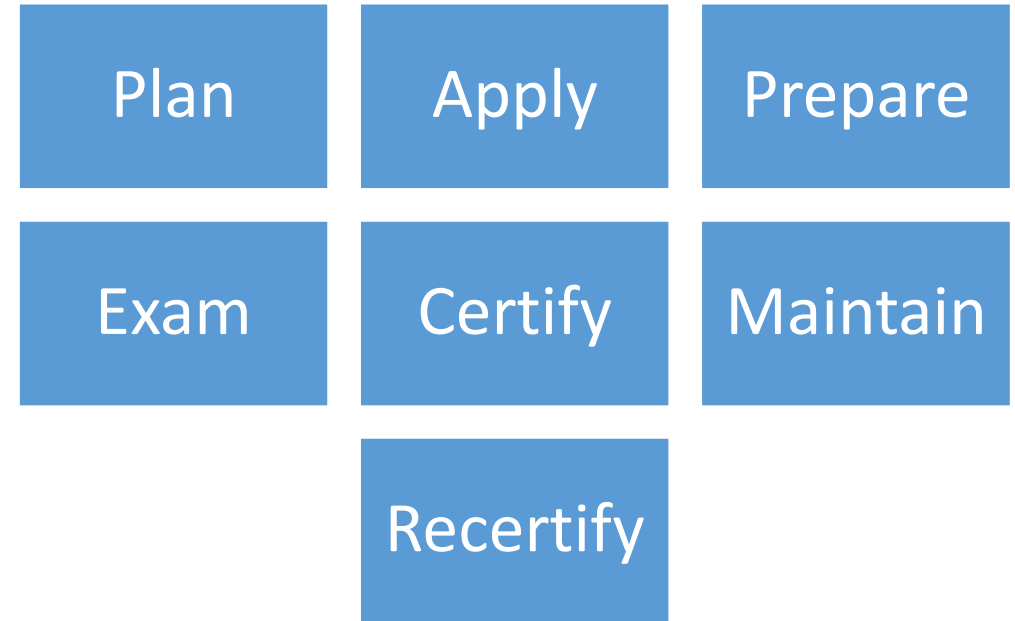 Plan
Apply
Prepare
Exam
Certify
Maintain
Recertify